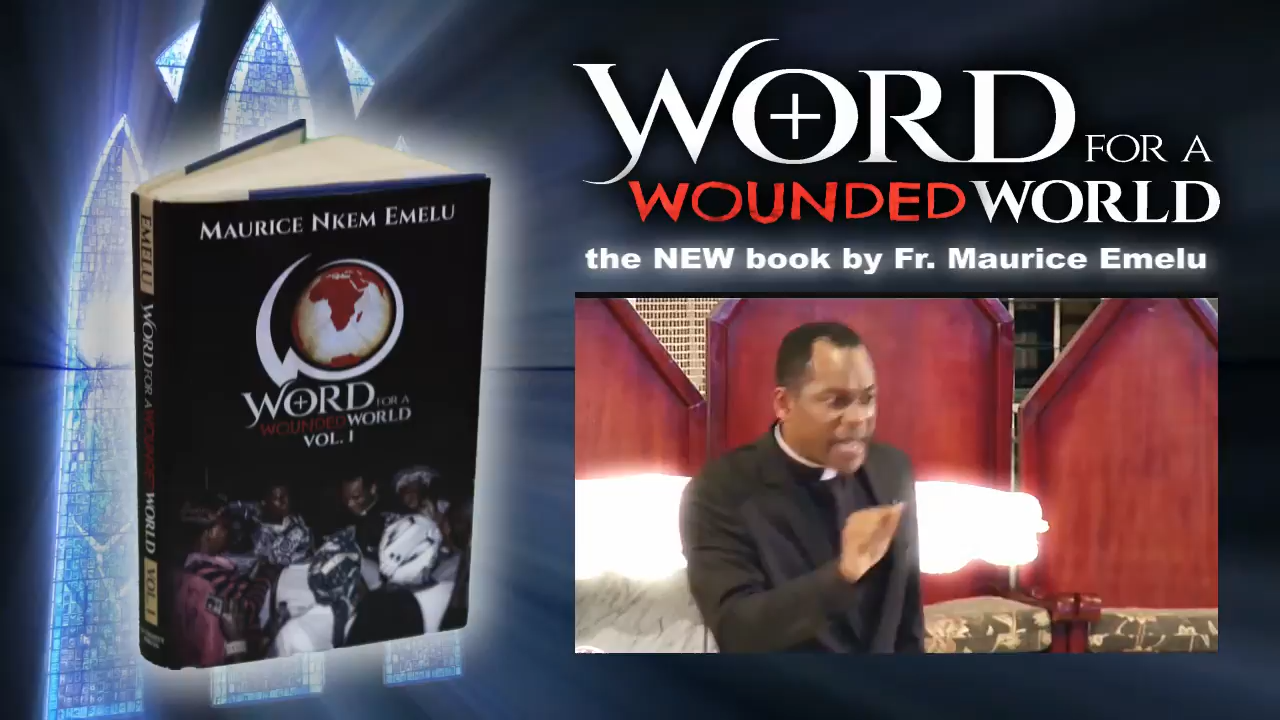 WORD FOR A
WOUNDED WORLD
the NEW book by Fr. Maurice Emelu
MAURICE NKEM EMELU
WORD FOR A
WOUNDED WORLD
VOL. I
EMELU WORD FOR A WOUNDED WORLD VOL. I